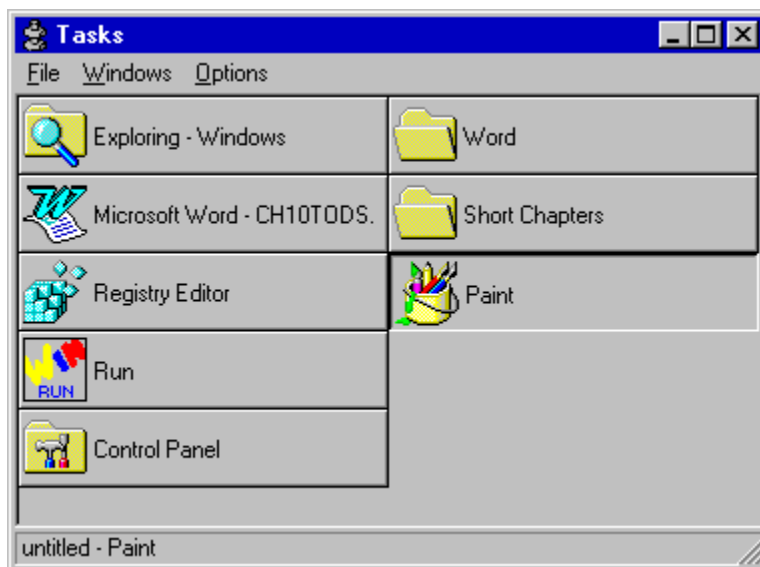 Tasks
File Windows Options
Exploring - Windows
Word
Microsoft Word - CH10TODS.
Short Chapters
Registry Editor
Paint
RUN
Run
Control Panel
untitled - Paint